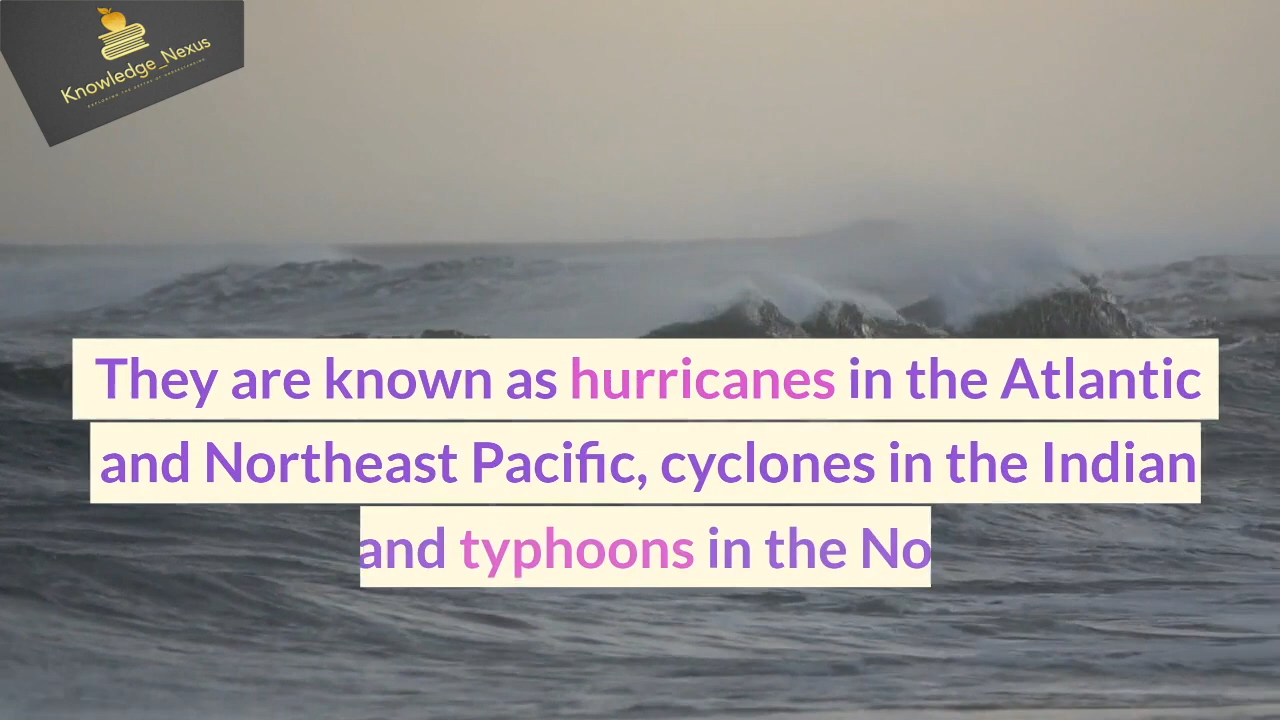 Knowledge_Nexus
They are known as hurricanes in the Atlantic
and Northeast Pacific, cyclones in the Indian
and typhoons in the No